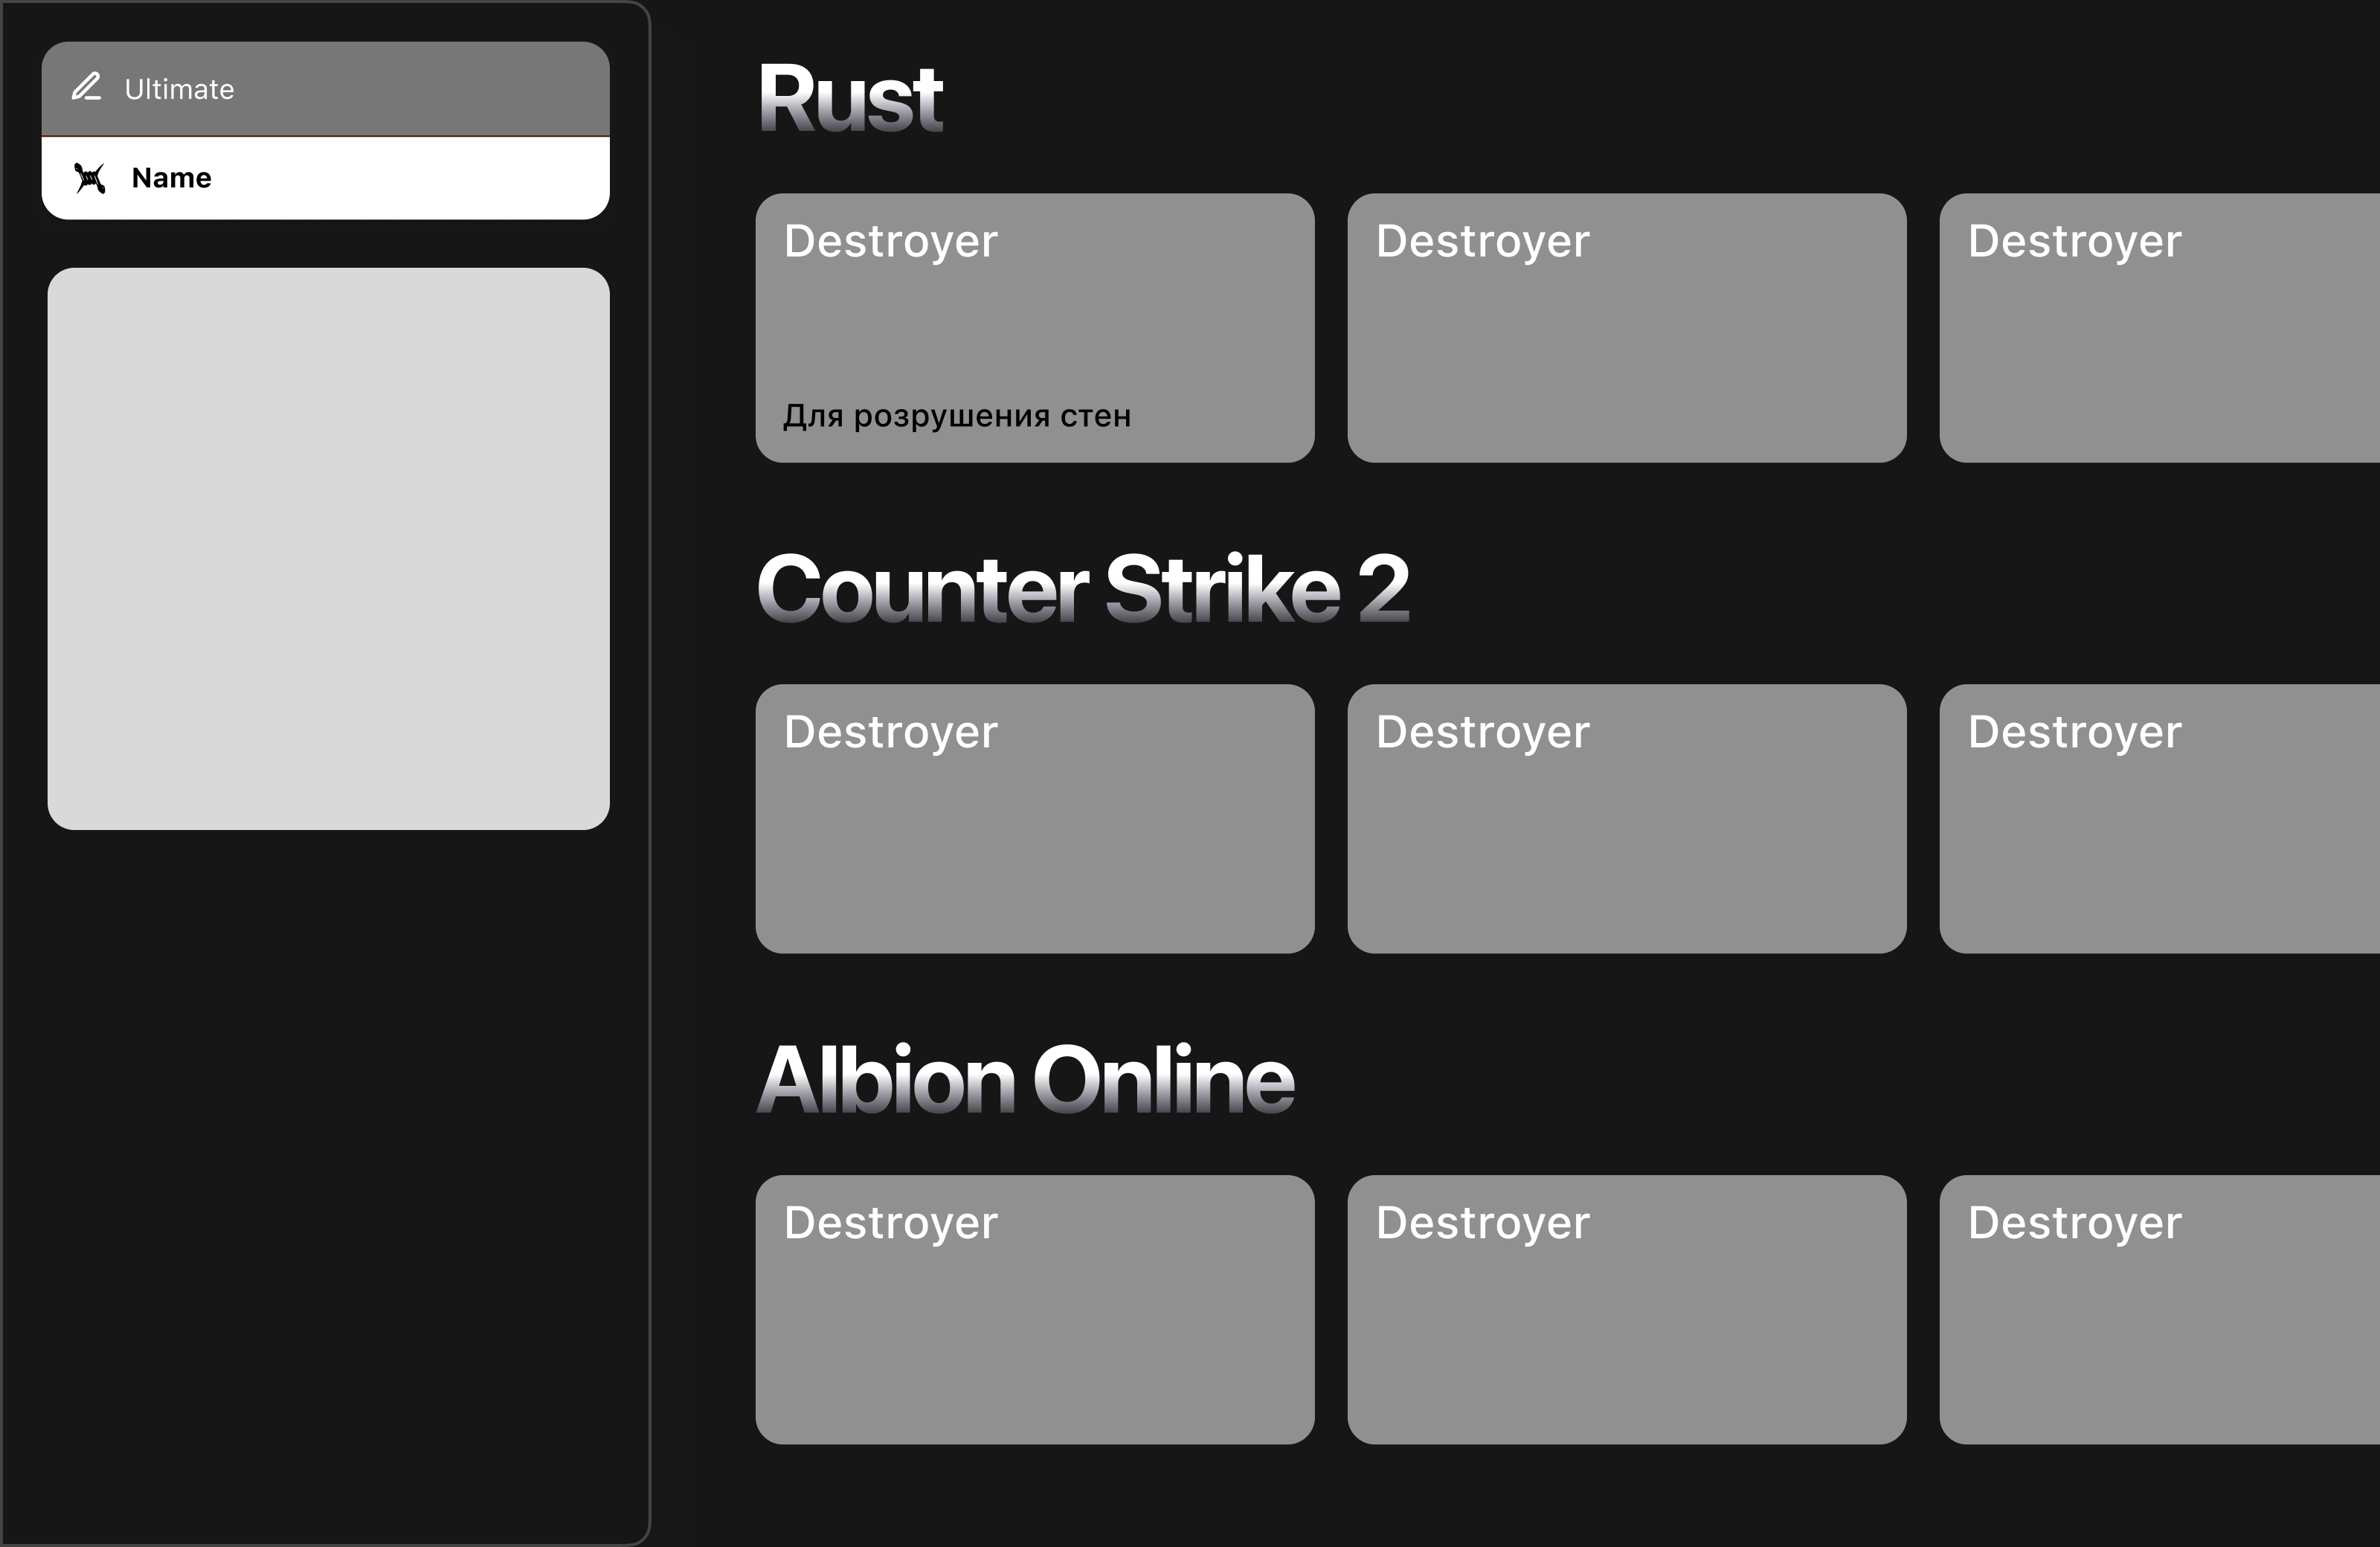 Ultimate
Name
Rust
Destroyer
Destroyer
Destroyer
Для розрушения стен
Counter Strike 2
Destroyer
Destroyer
Destroyer
Albion Online
Destroyer
Destroyer
Destroyer